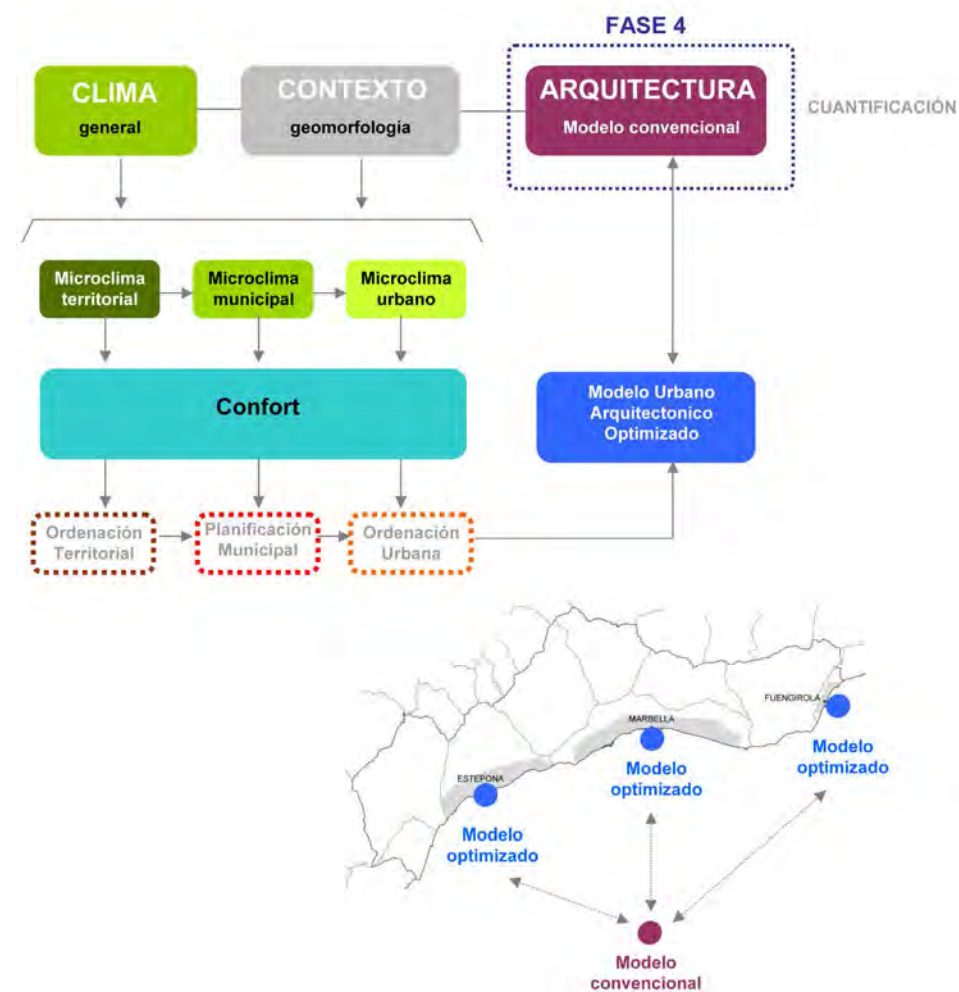 FASE 4
CLIMA
general
CONTEXTO
geomorfología
ARQUITECTURA
Modelo convencional
CUANTIFICACIÓN
Microclima
territorial
Microclima
municipal
Microclima
urbano
Confort
Modelo Urbano
Arquitectonico
Optimizado
Ordenación
Territorial
Planificación
Municipal
Ordenación
Urbana
FUENGIROLA
MARBELLA
ESTEPONA
Modelo
optimizado
Modelo
optimizado
Modelo
optimizado
Modelo
convencional